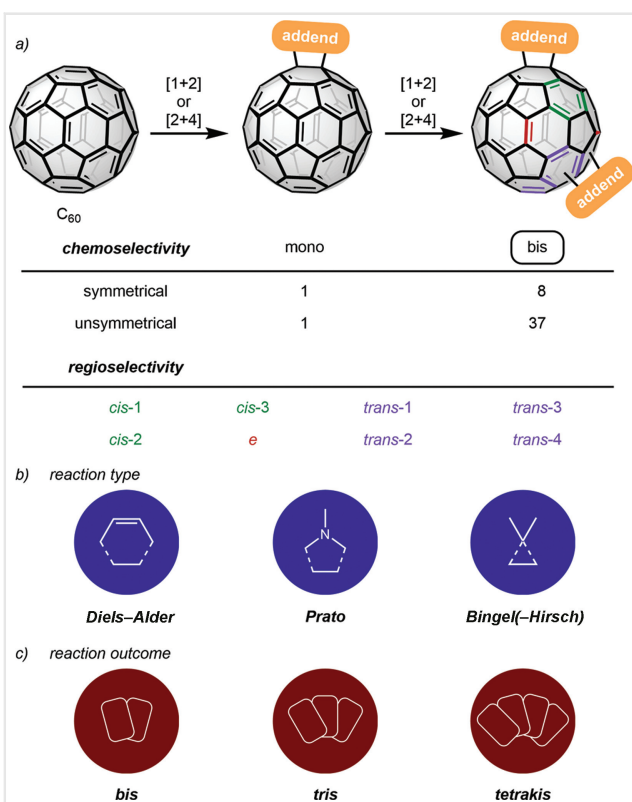 a)
addend
addend
[1+2]
or
[2+4]
[1+2]
or
[2+4]
addend
C60
chemoselectivity mono bis
symmetrical 1 8
unsymmetrical 1 37
regioselectivity
cis-1 cis-3 trans-1 trans-3
cis-2 e trans-2 trans-4
b) reaction type
N
Diels–Alder Prato Bingel(–Hirsch)
c) reaction outcome
bis tris tetrakis